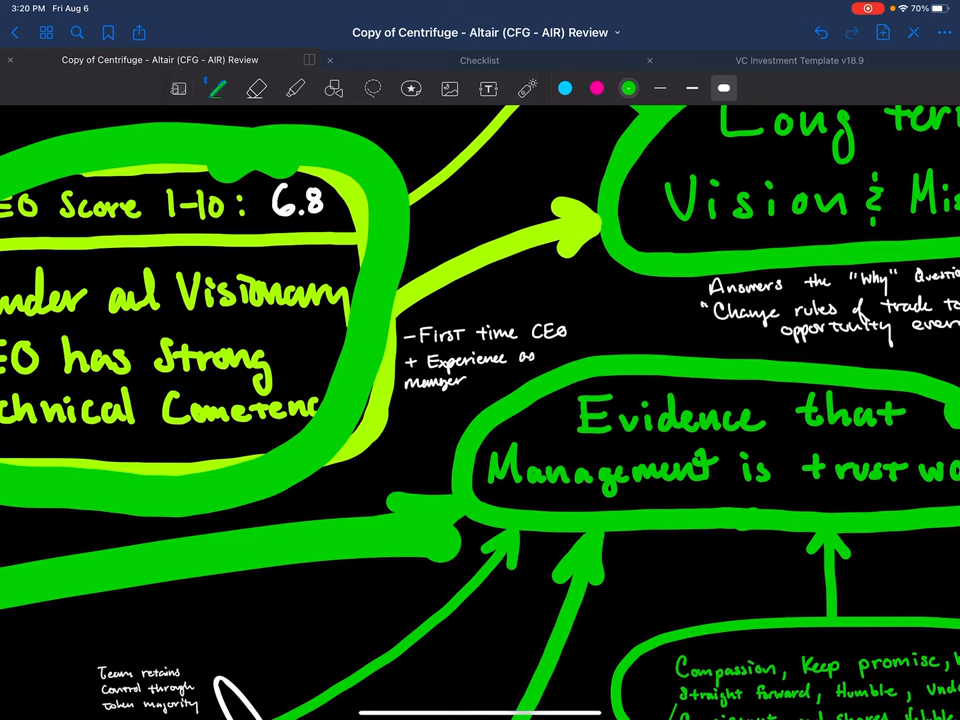 3:20 PM Fri Aug 6
70%
Copy of Centrifuge - Altair (CFG - AIR) Review
Copy of Centrifuge - Altair (CFG - AIR) Review
Checklist
VC Investment Template v18.9
EO Score 1-10: 6.8
nder and Visionary
EO has Strong
chnical Cometenc
Long ter
Vision & Mis
Answers the "Why" Questio
"Change rules of trade to
opportunity ever
- First time CEO
+ Experience as
manager
Evidence that
Management is trustwo
Team retains
Control through
token majority
Compassion, Keep promise,
Straight forward, Humble, Und